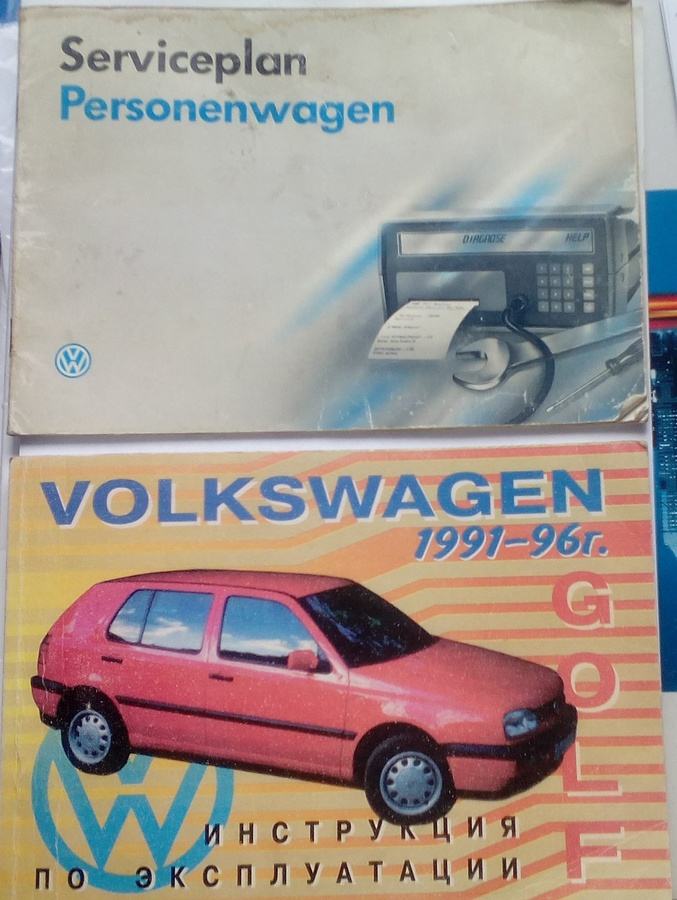 Serviceplan
Personenwagen
DIAGNOSE HELP
VOLKSWAGEN
1991-96г.
GOLF
ИНСТРУКЦИЯ
ПО ЭКСПЛУАТАЦИИ